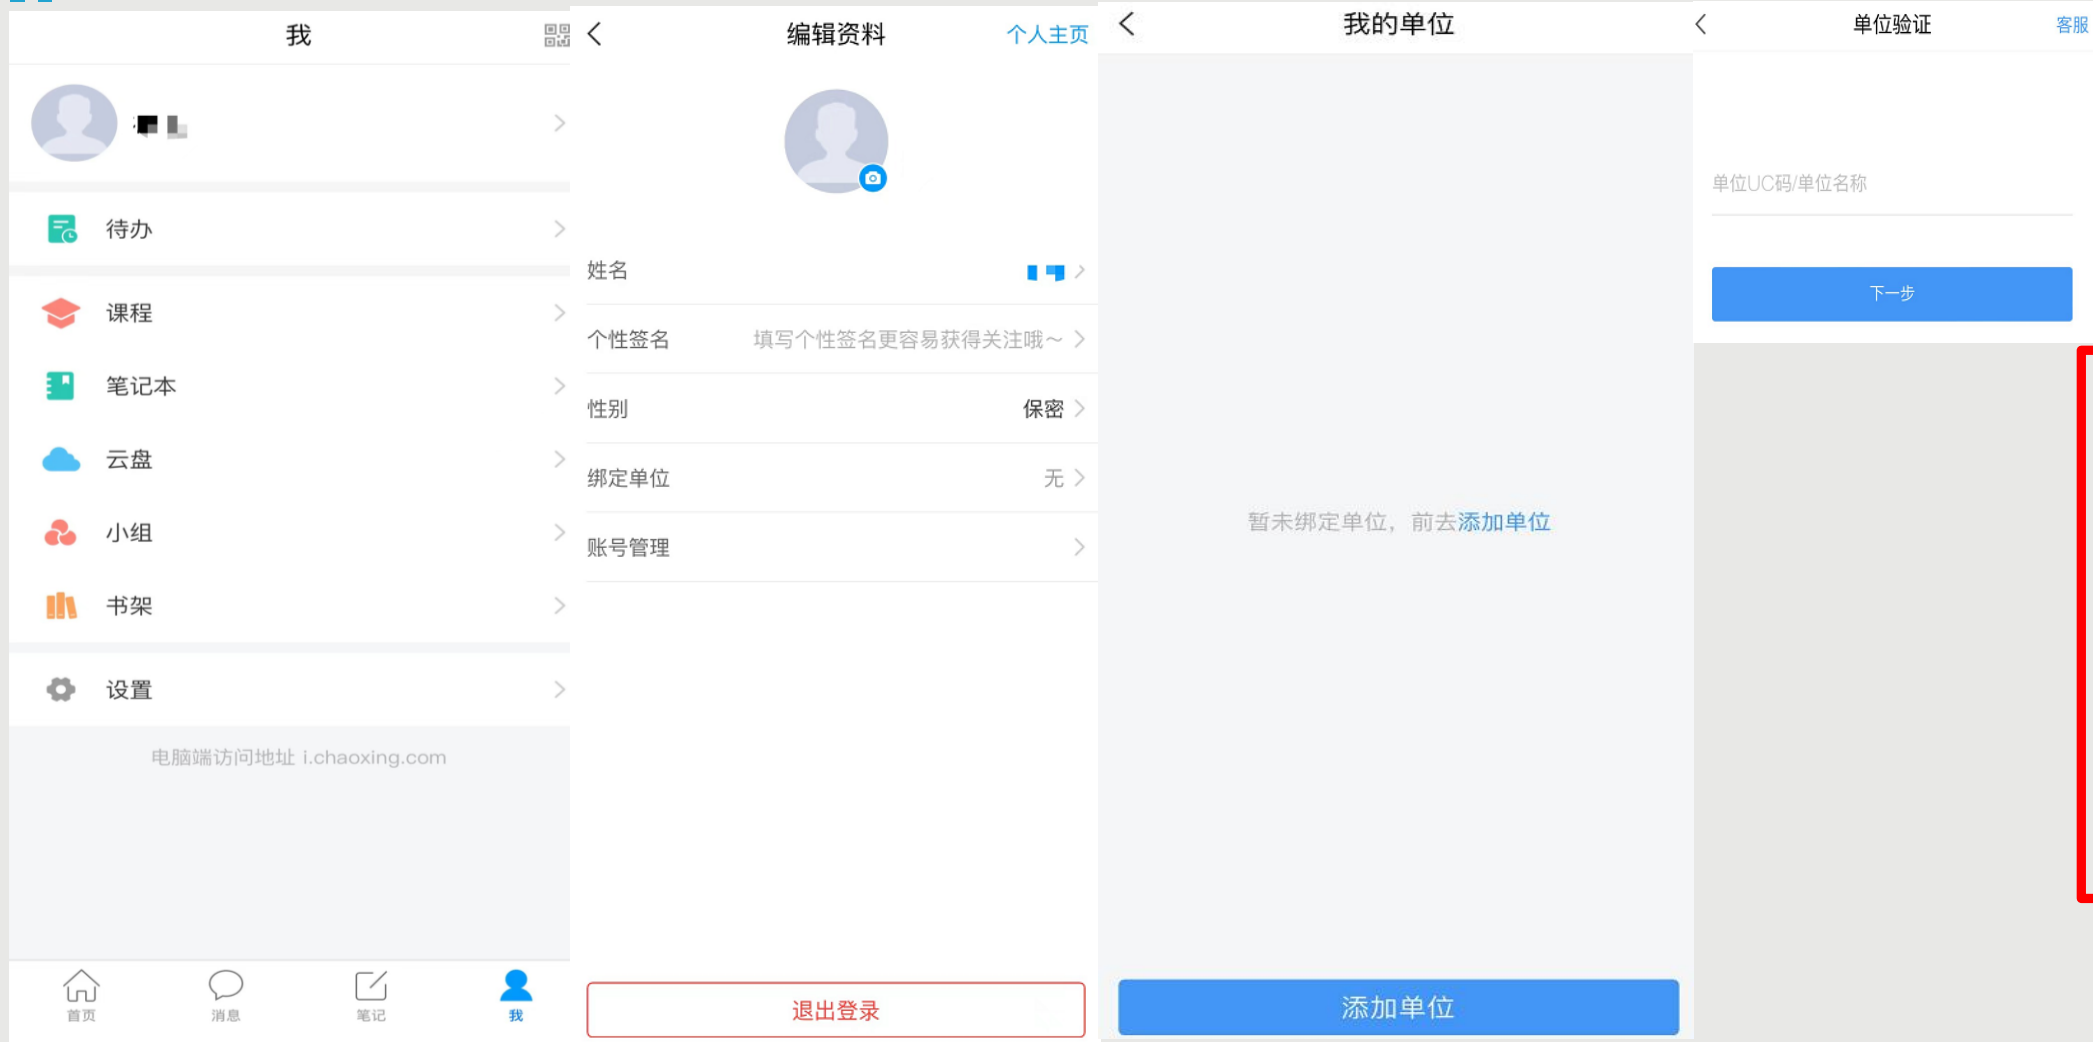 我
待办
课程
笔记本
云盘
小组
书架
设置
电脑端访问地址 i.chaoxing.com
首页
消息
笔记
我
编辑资料
个人主页
姓名
个性签名
填写个性签名更容易获得关注哦～
性别
保密
绑定单位
无
账号管理
退出登录
我的单位
暂未绑定单位，前去添加单位
添加单位
单位验证
客服
单位UC码/单位名称
下一步